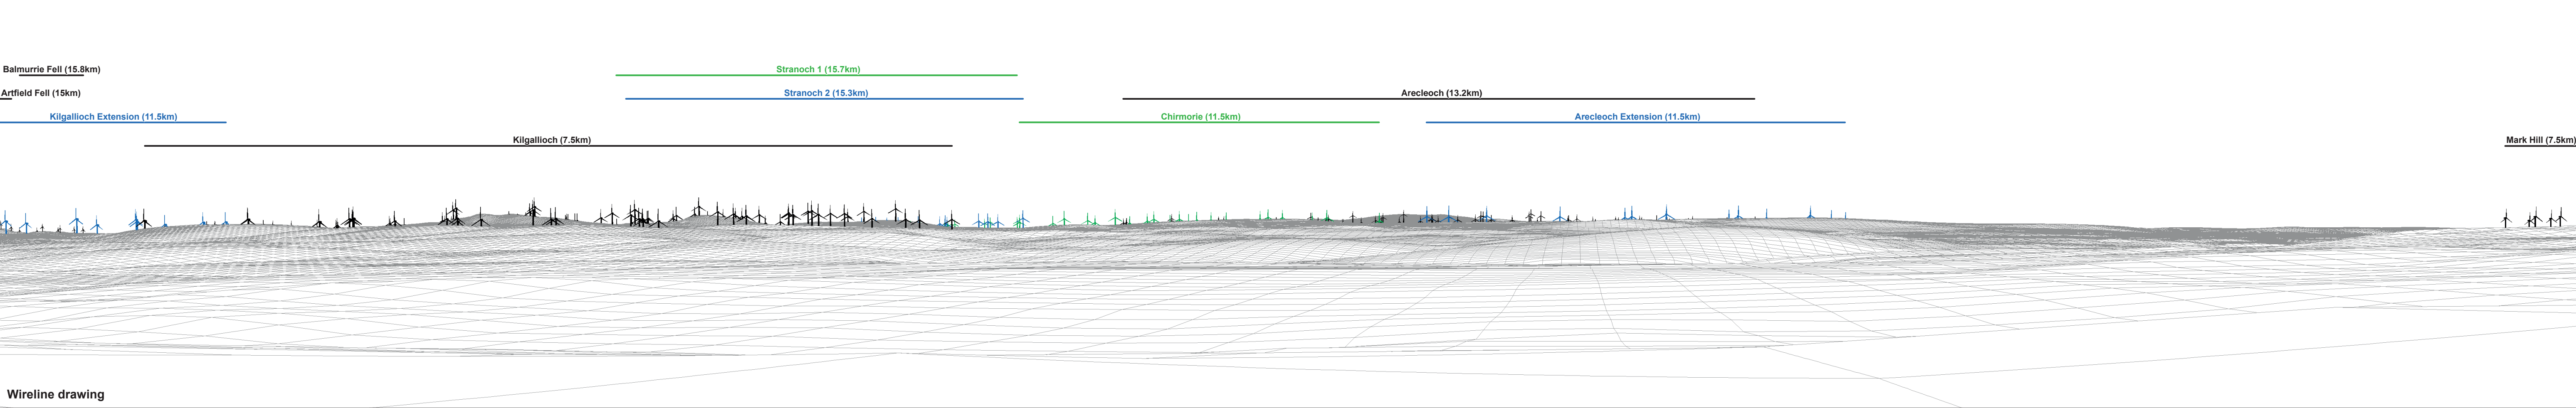 Balmurrie Fell (15.8km)
Stranoch 1 (15.7km)
Artfield Fell (15km)
Stranoch 2 (15.3km)
Arecleoch (13.2km)
Kilgallioch Extension (11.5km)
Chirmorie (11.5km)
Arecleoch Extension (11.5km)
Kilgallioch (7.5km)
Mark Hill (7.5km)
Wireline drawing